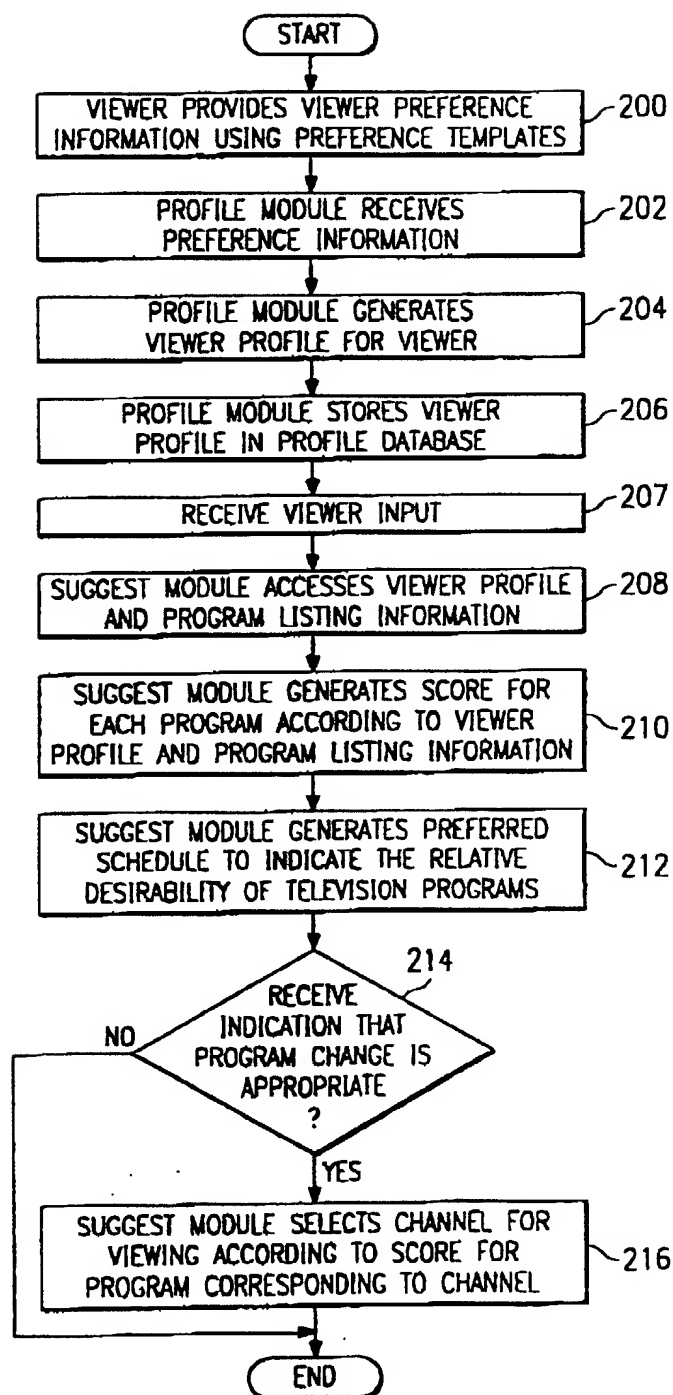 START
VIEWER PROVIDES VIEWER PREFERENCE
INFORMATION USING PREFERENCE TEMPLATES
200
PROFILE MODULE RECEIVES
PREFERENCE INFORMATION
202
PROFILE MODULE GENERATES
VIEWER PROFILE FOR VIEWER
204
PROFILE MODULE STORES VIEWER
PROFILE IN PROFILE DATABASE
206
RECEIVE VIEWER INPUT
207
SUGGEST MODULE ACCESSES VIEWER PROFILE
AND PROGRAM LISTING INFORMATION
208
SUGGEST MODULE GENERATES SCORE FOR
EACH PROGRAM ACCORDING TO VIEWER
PROFILE AND PROGRAM LISTING INFORMATION
210
SUGGEST MODULE GENERATES PREFERRED
SCHEDULE TO INDICATE THE RELATIVE
DESIRABILITY OF TELEVISION PROGRAMS
212
214
RECEIVE
INDICATION THAT
PROGRAM CHANGE IS
APPROPRIATE
?
NO
YES
SUGGEST MODULE SELECTS CHANNEL FOR
VIEWING ACCORDING TO SCORE FOR
PROGRAM CORRESPONDING TO CHANNEL
216
END